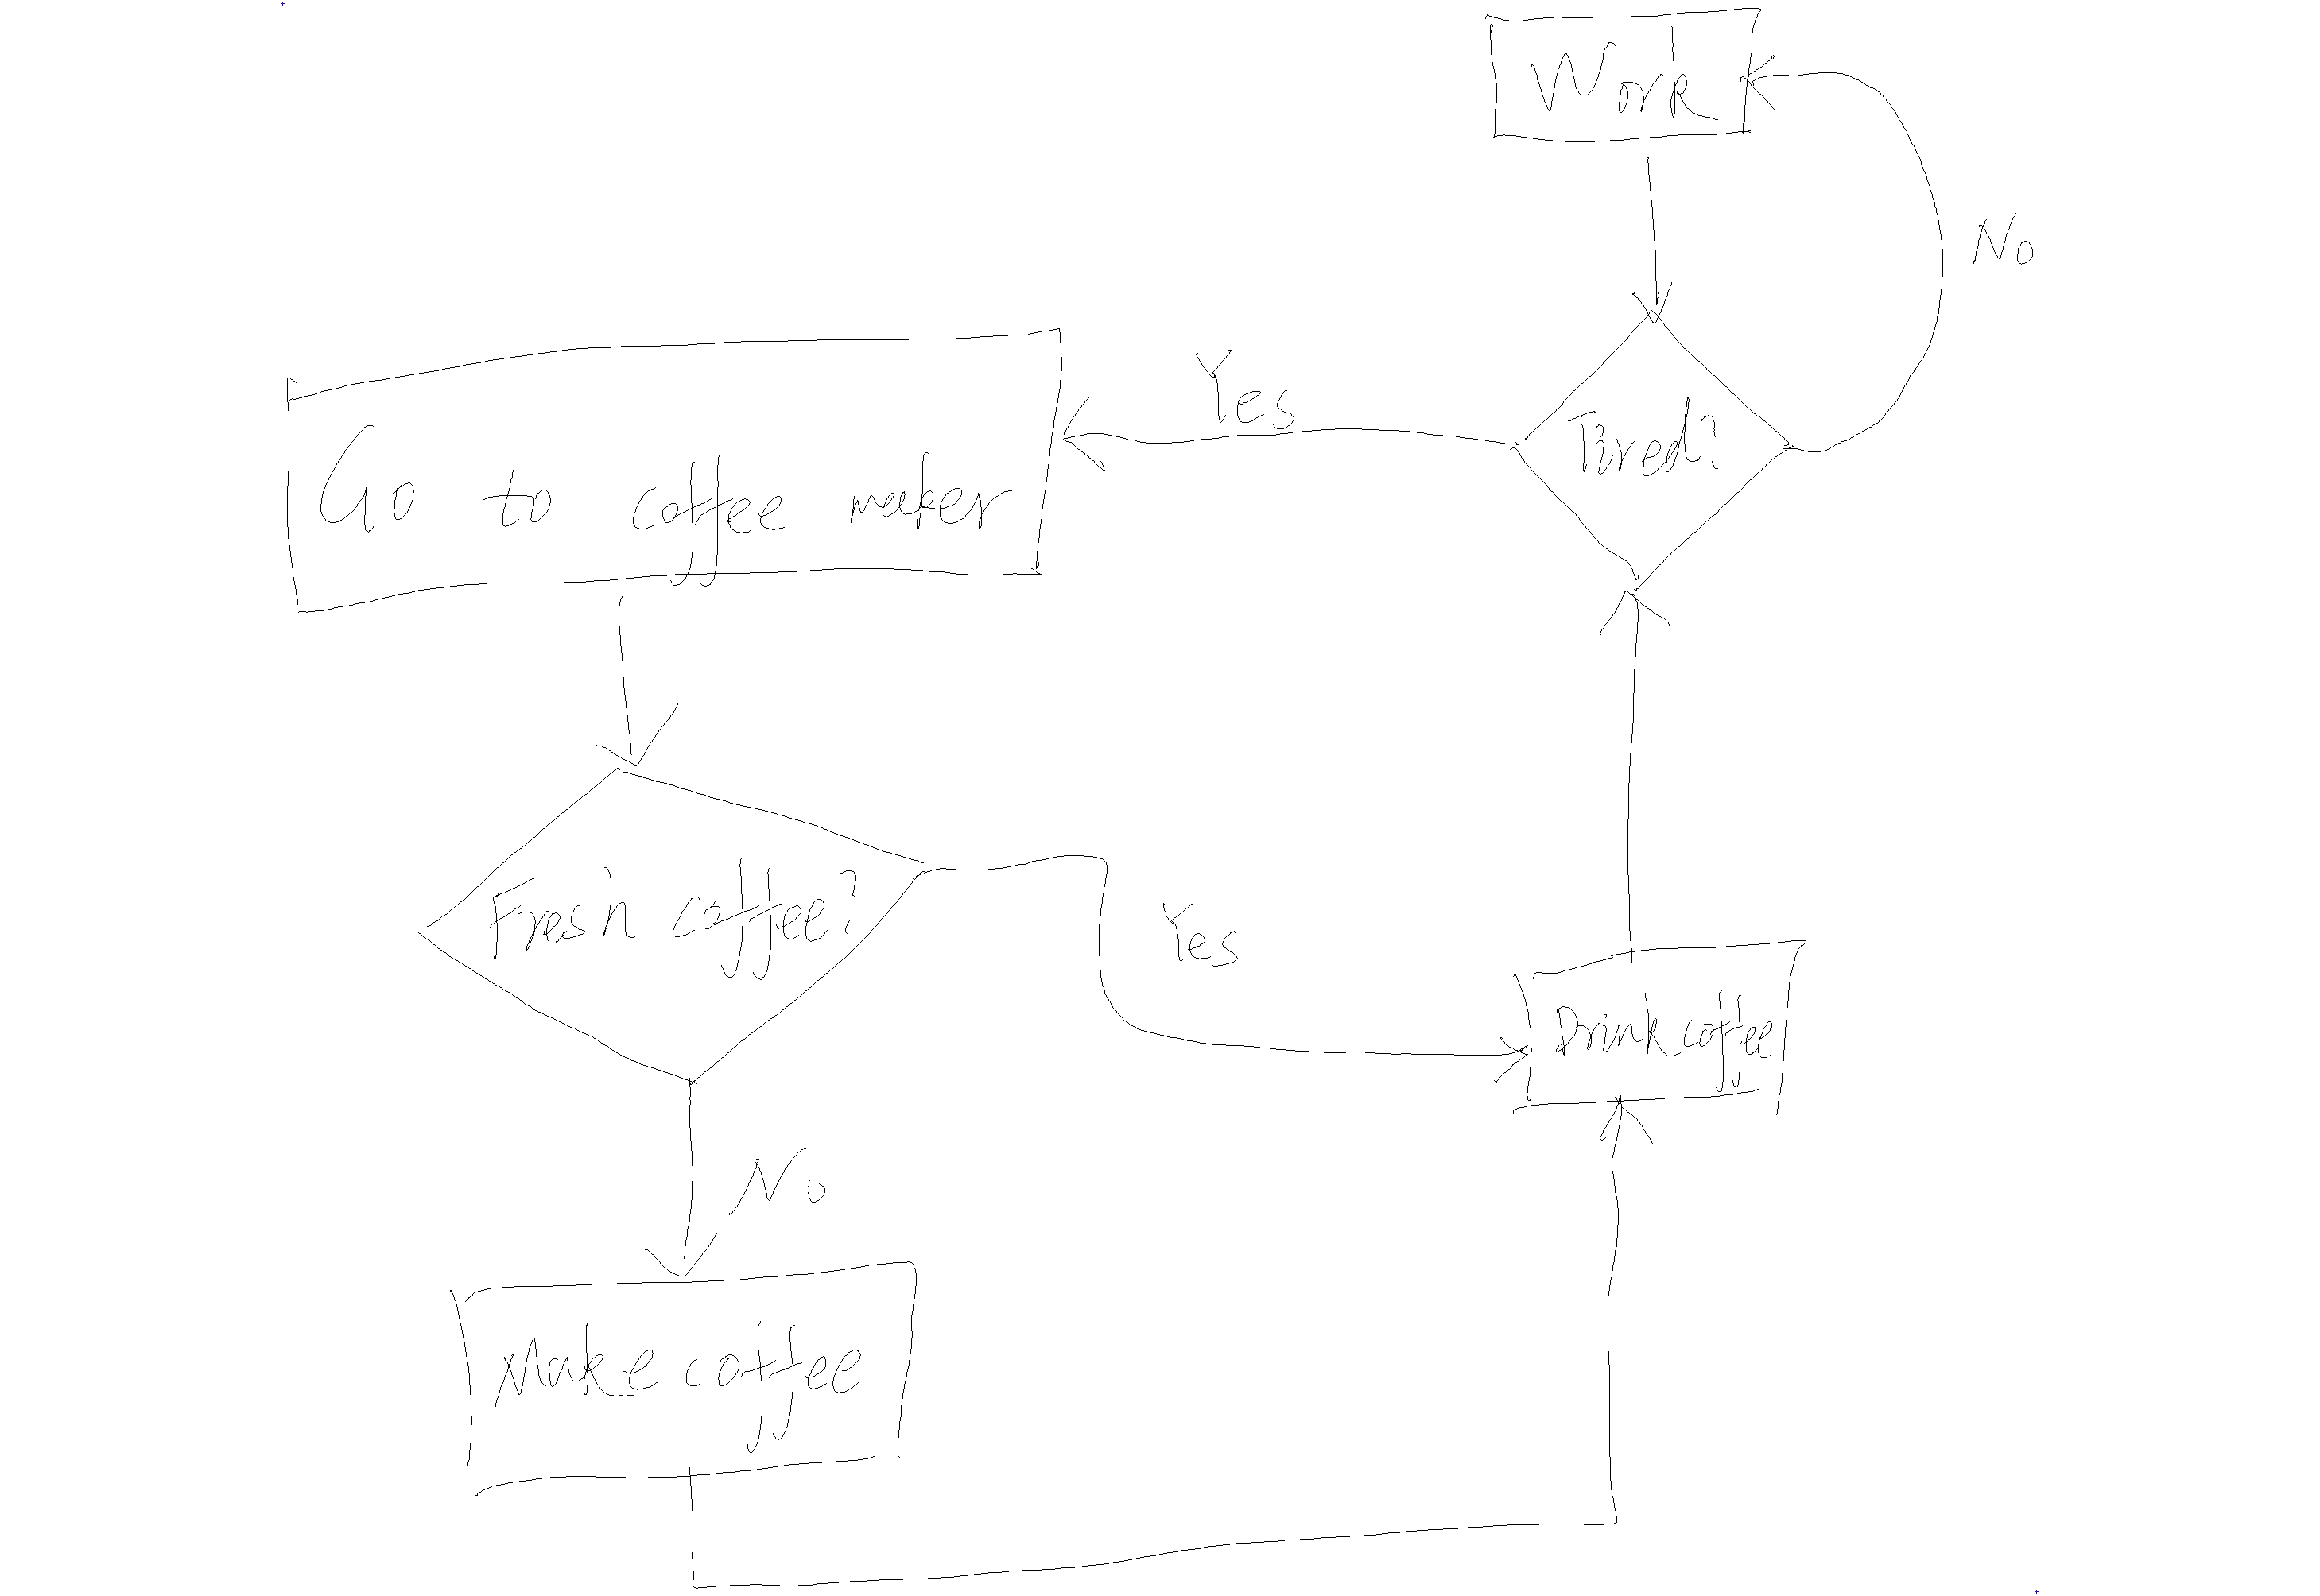 Work
No
Yes
Tired?
Go to coffee maker
Fresh coffee?
Yes
Drink coffee
No
Make coffee